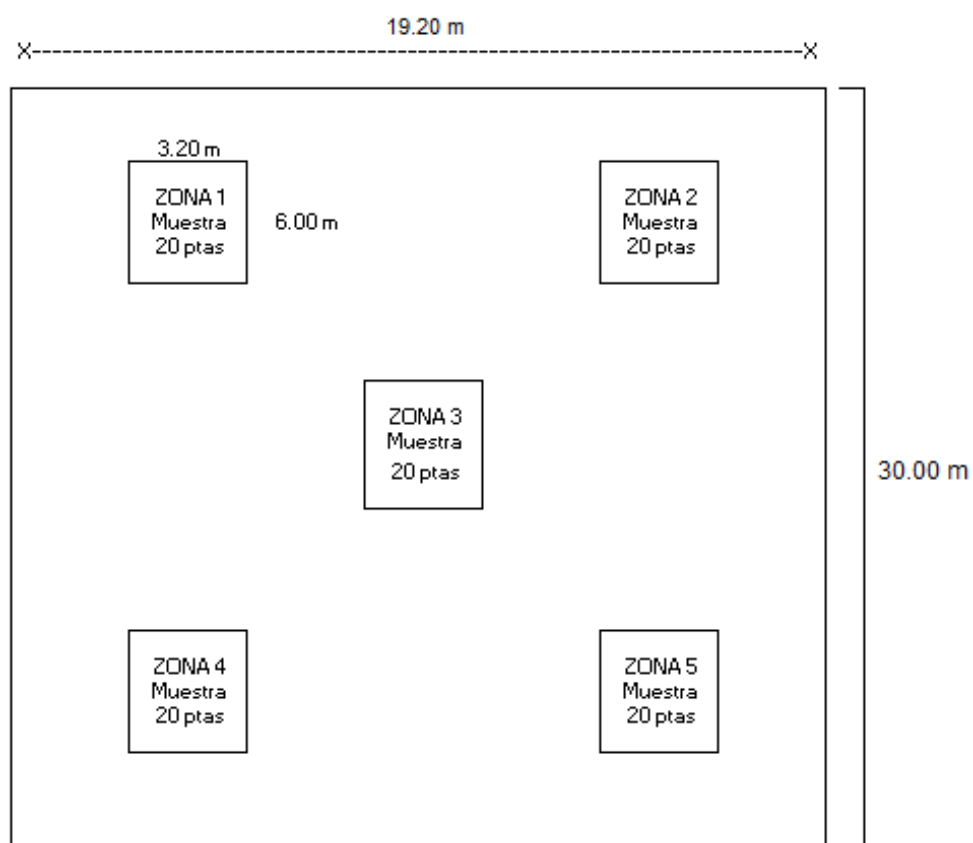 19.20 m
X-----------------------------------------------------------------------------X
3.20 m
ZONA 1
Muestra
20 ptas
6.00 m
ZONA 2
Muestra
20 ptas
ZONA 3
Muestra
20 ptas
30.00 m
ZONA 4
Muestra
20 ptas
ZONA 5
Muestra
20 ptas